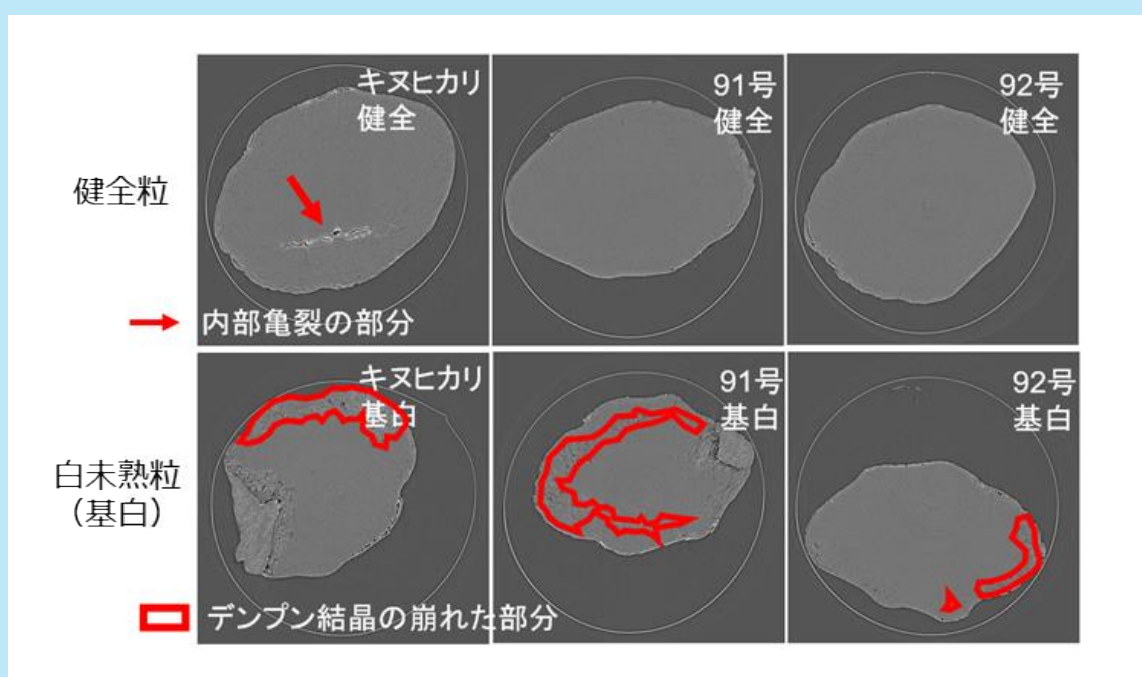 キヌヒカリ
健全
91号
健全
92号
健全
健全粒
内部亀裂の部分
キヌヒカリ
基白
91号
基白
92号
基白
白未熟粒
（基白）
デンプン結晶の崩れた部分